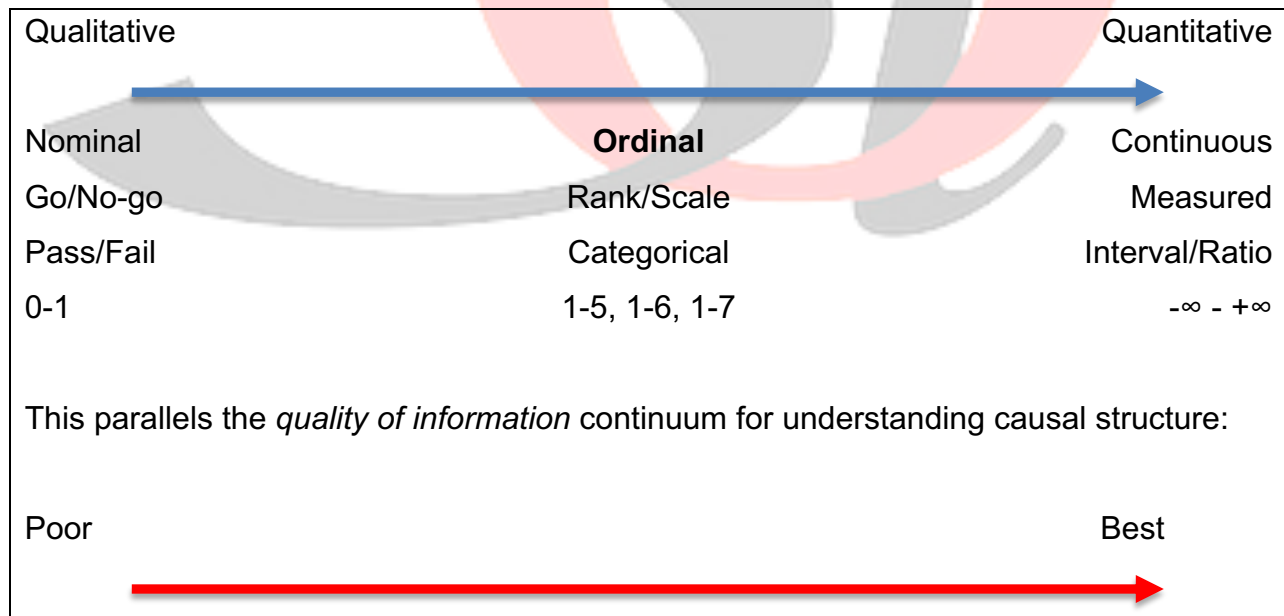 Qualitative Quantitative
Nominal Ordinal Continuous
Go/No-go Rank/Scale Measured
Pass/Fail Categorical Interval/Ratio
0-1 1-5, 1-6, 1-7 -∞ - +∞
This parallels the quality of information continuum for understanding causal structure:
Poor Best